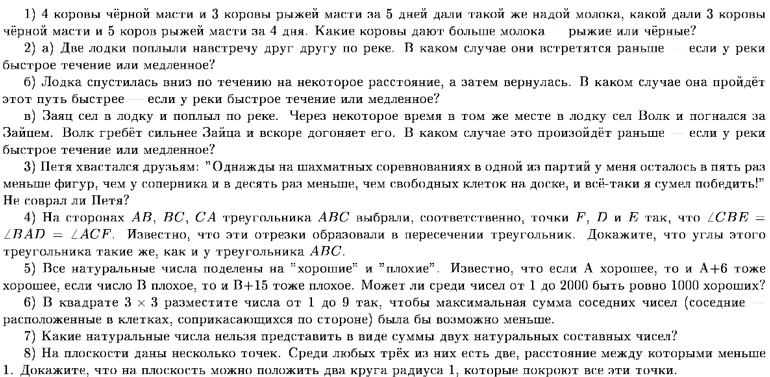 1) 4 коровы чёрной масти и 3 коровы рыжей масти за 5 дней дали такой же надой молока, какой дали 3 коровы
чёрной масти и 5 коров рыжей масти за 4 дня. Какие коровы дают больше молока — рыжие или чёрные?
2) а) Две лодки поплыли навстречу друг другу по реке. В каком случае они встретятся раньше — если у реки
быстрое течение или медленное?
б) Лодка спустилась вниз по течению на некоторое расстояние, а затем вернулась. В каком случае она пройдёт
этот путь быстрее — если у реки быстрое течение или медленное?
в) Заяц сел в лодку и поплыл по реке. Через некоторое время в том же месте в лодку сел Волк и погнался за
Зайцем. Волк гребёт сильнее Зайца и вскоре догоняет его. В каком случае это произойдёт раньше — если у реки
быстрое течение или медленное?
3) Петя хвастался друзьям: "Однажды на шахматных соревнованиях в одной из партий у меня осталось в пять раз
меньше фигур, чем у соперника и в десять раз меньше, чем свободных клеток на доске, и всё-таки я сумел победить!"
Не соврал ли Петя?
4) На сторонах AB, BC, CA треугольника ABC выбрали, соответственно, точки F, D и E так, что ∠CBE =
∠BAD = ∠ACF. Известно, что эти отрезки образовали в пересечении треугольник. Докажите, что углы этого
треугольника такие же, как и у треугольника ABC.
5) Все натуральные числа поделены на "хорошие" и "плохие". Известно, что если А хорошее, то и А+6 тоже
хорошее, если число В плохое, то и В+15 тоже плохое. Может ли среди чисел от 1 до 2000 быть ровно 1000 хороших?
6) В квадрате 3 × 3 разместите числа от 1 до 9 так, чтобы максимальная сумма соседних чисел (соседние —
расположенные в клетках, соприкасающихся по стороне) была бы возможно меньше.
7) Какие натуральные числа нельзя представить в виде суммы двух натуральных составных чисел?
8) На плоскости даны несколько точек. Среди любых трёх из них есть две, расстояние между которыми меньше
1. Докажите, что на плоскость можно положить два круга радиуса 1, которые покроют все эти точки.